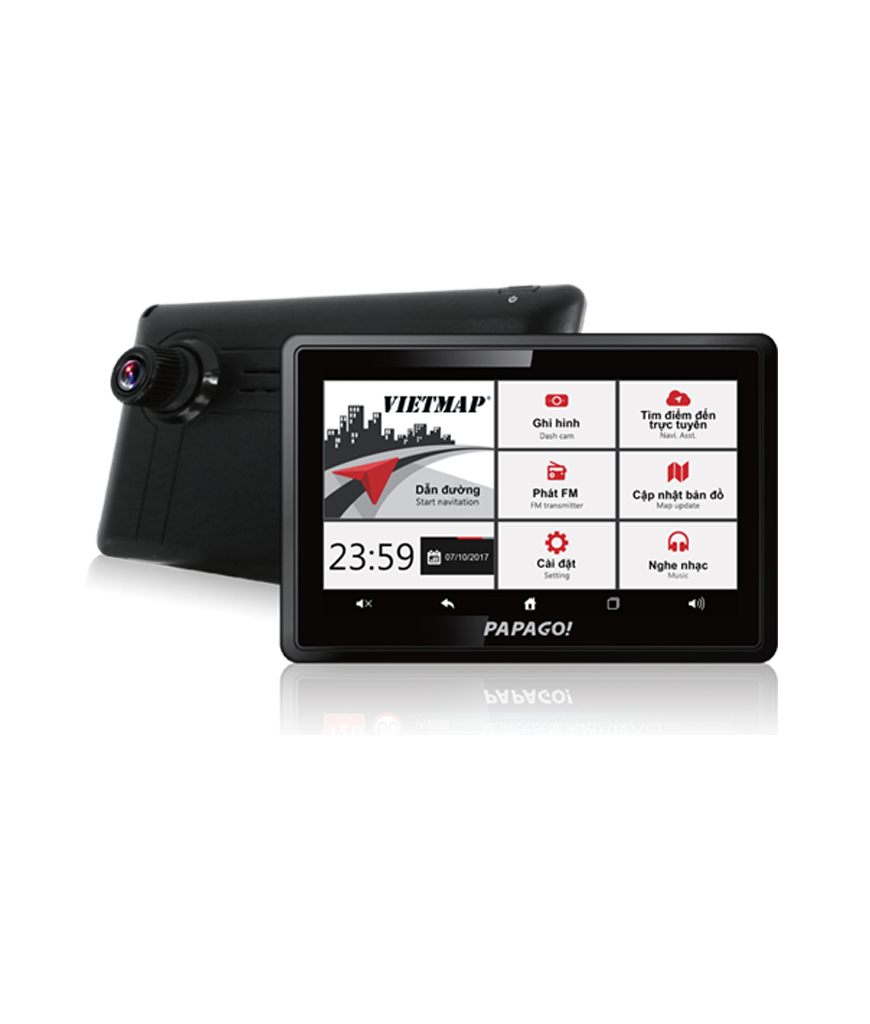 VIETMAP®
Dẫn đường
Start navitation
23:59
07/10/2017
Ghi hình
Dash cam
Tìm điểm đến
trực tuyến
Navi. Asst.
Phát FM
FM transmitter
Cập nhật bản đồ
Map update
Cài đặt
Setting
Nghe nhạc
Music
PAPAGO!